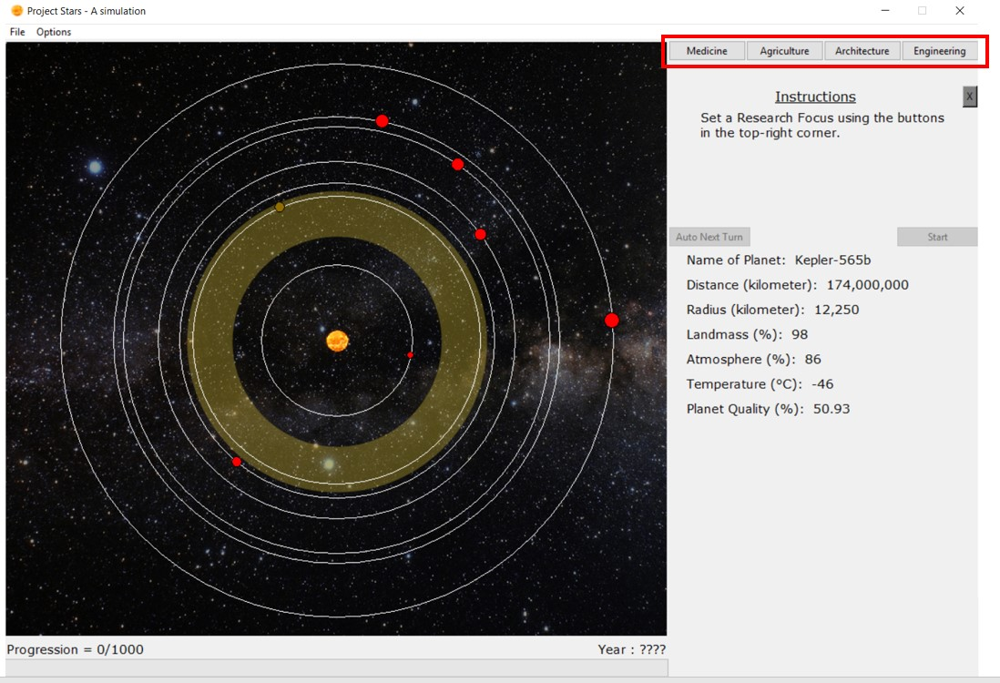 Project Stars - A simulation
File Options
Medicine Agriculture Architecture Engineering
Instructions X
Set a Research Focus using the buttons
in the top-right corner.
Auto Next Turn Start
Name of Planet: Kepler-565b
Distance (kilometer): 174,000,000
Radius (kilometer): 12,250
Landmass (%): 98
Atmosphere (%): 86
Temperature (°C): -46
Planet Quality (%): 50.93
Progression = 0/1000 Year : ????